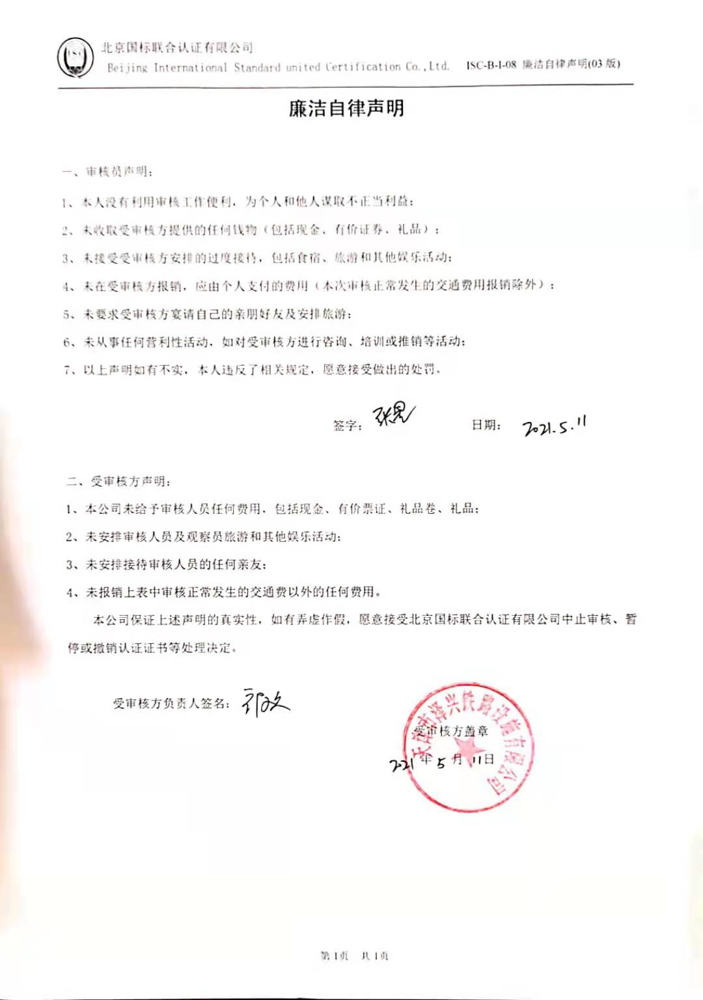 北京国标联合认证有限公司
Beijing International Standard united Certification Co.,Ltd. ISC-B-I-08 廉洁自律声明(03 版)
廉洁自律声明
一、审核员声明：
1、本人没有利用审核工作便利，为个人和他人谋取不正当利益；
2、未收取受审核方提供的任何钱物（包括现金、有价证券、礼品）；
3、未接受受审核方安排的过度接待，包括食宿、旅游和其他娱乐活动；
4、未在受审核方报销，应由个人支付的费用（本次审核正常发生的交通费用报销除外）；
5、未要求受审核方宴请自己的亲朋好友及安排旅游；
6、未从事任何营利性活动，如对受审核方进行咨询、培训或推销等活动；
7、以上声明如有不实，本人违反了相关规定，愿意接受做出的处罚。
签字： 日期： 2021.5.11
二、受审核方声明：
1、本公司未给予审核人员任何费用，包括现金、有价票证、礼品卷、礼品；
2、未安排审核人员及观察员旅游和其他娱乐活动；
3、未安排接待审核人员的任何亲友；
4、未报销上表中审核正常发生的交通费以外的任何费用。
本公司保证上述声明的真实性，如有弄虚作假，愿意接受北京国标联合认证有限公司中止审核、暂
停或撤销认证证书等处理决定。
受审核方负责人签名：
天津市泽兴铁路设施有限公司
受审核方盖章
2021 年 5 月 11 日
第 1页 共 1页